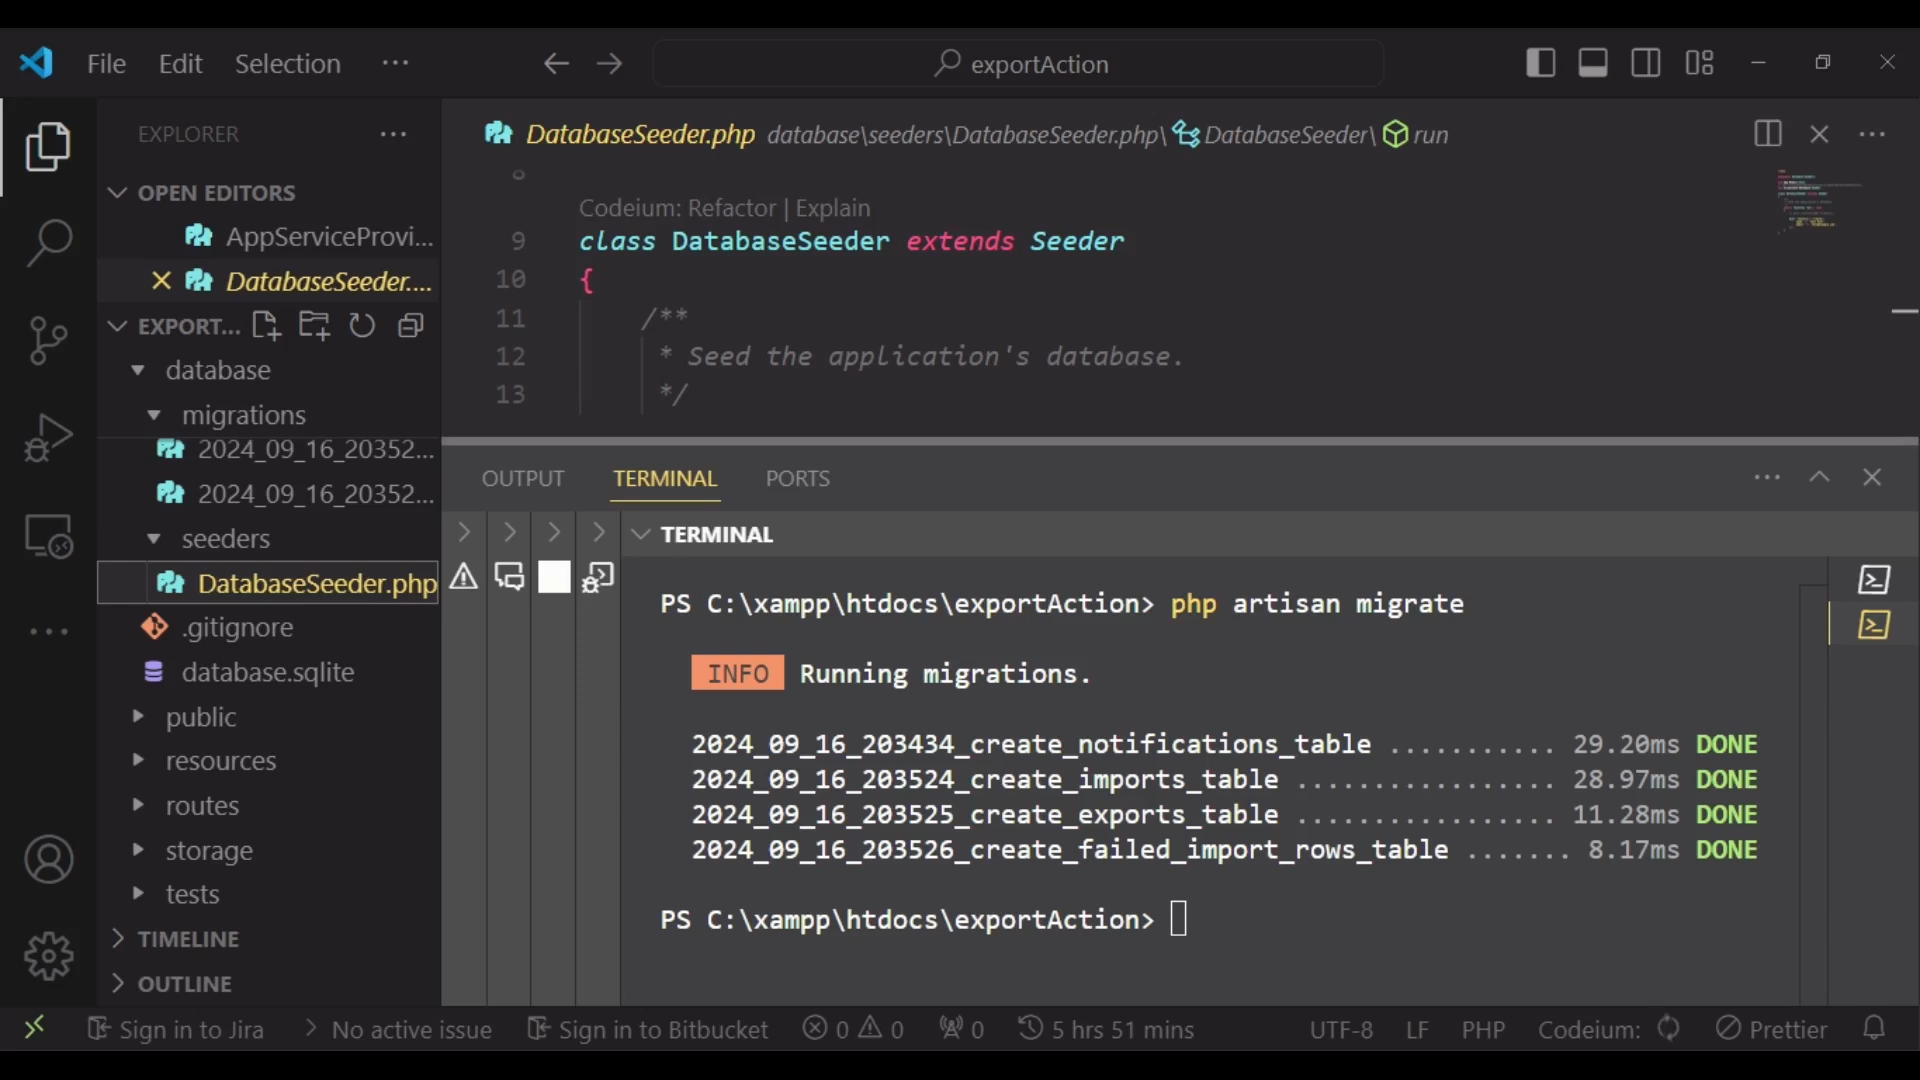 File Edit Selection ···
exportAction
EXPLORER ···
OPEN EDITORS
AppServiceProvi...
DatabaseSeeder....
EXPORT...
database
migrations
2024_09_16_20352...
2024_09_16_20352...
seeders
DatabaseSeeder.php
.gitignore
database.sqlite
public
resources
routes
storage
tests
TIMELINE
OUTLINE
DatabaseSeeder.php database\seeders\DatabaseSeeder.php\ DatabaseSeeder\ run
Codeium: Refactor | Explain
9 class DatabaseSeeder extends Seeder
10 {
11 /**
12 * Seed the application's database.
13 */
OUTPUT TERMINAL PORTS
TERMINAL
PS C:\xampp\htdocs\exportAction> php artisan migrate
INFO Running migrations.
2024_09_16_203434_create_notifications_table ........... 29.20ms DONE
2024_09_16_203524_create_imports_table ................. 28.97ms DONE
2024_09_16_203525_create_exports_table ................. 11.28ms DONE
2024_09_16_203526_create_failed_import_rows_table ....... 8.17ms DONE
PS C:\xampp\htdocs\exportAction>
Sign in to Jira > No active issue Sign in to Bitbucket 0 0 0 5 hrs 51 mins UTF-8 LF PHP Codeium: Prettier